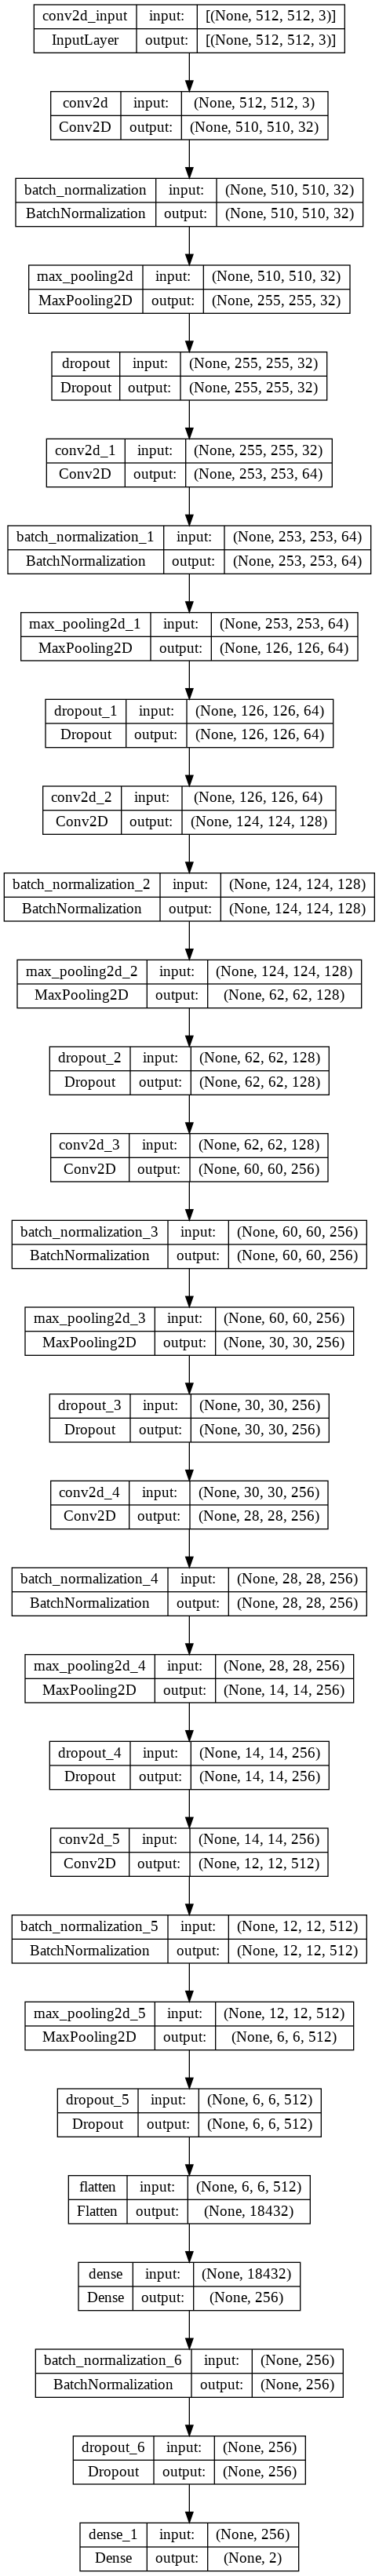 conv2d_input input: [(None, 512, 512, 3)]
InputLayer output: [(None, 512, 512, 3)]
conv2d input: (None, 512, 512, 3)
Conv2D output: (None, 510, 510, 32)
batch_normalization input: (None, 510, 510, 32)
BatchNormalization output: (None, 510, 510, 32)
max_pooling2d input: (None, 510, 510, 32)
MaxPooling2D output: (None, 255, 255, 32)
dropout input: (None, 255, 255, 32)
Dropout output: (None, 255, 255, 32)
conv2d_1 input: (None, 255, 255, 32)
Conv2D output: (None, 253, 253, 64)
batch_normalization_1 input: (None, 253, 253, 64)
BatchNormalization output: (None, 253, 253, 64)
max_pooling2d_1 input: (None, 253, 253, 64)
MaxPooling2D output: (None, 126, 126, 64)
dropout_1 input: (None, 126, 126, 64)
Dropout output: (None, 126, 126, 64)
conv2d_2 input: (None, 126, 126, 64)
Conv2D output: (None, 124, 124, 128)
batch_normalization_2 input: (None, 124, 124, 128)
BatchNormalization output: (None, 124, 124, 128)
max_pooling2d_2 input: (None, 124, 124, 128)
MaxPooling2D output: (None, 62, 62, 128)
dropout_2 input: (None, 62, 62, 128)
Dropout output: (None, 62, 62, 128)
conv2d_3 input: (None, 62, 62, 128)
Conv2D output: (None, 60, 60, 256)
batch_normalization_3 input: (None, 60, 60, 256)
BatchNormalization output: (None, 60, 60, 256)
max_pooling2d_3 input: (None, 60, 60, 256)
MaxPooling2D output: (None, 30, 30, 256)
dropout_3 input: (None, 30, 30, 256)
Dropout output: (None, 30, 30, 256)
conv2d_4 input: (None, 30, 30, 256)
Conv2D output: (None, 28, 28, 256)
batch_normalization_4 input: (None, 28, 28, 256)
BatchNormalization output: (None, 28, 28, 256)
max_pooling2d_4 input: (None, 28, 28, 256)
MaxPooling2D output: (None, 14, 14, 256)
dropout_4 input: (None, 14, 14, 256)
Dropout output: (None, 14, 14, 256)
conv2d_5 input: (None, 14, 14, 256)
Conv2D output: (None, 12, 12, 512)
batch_normalization_5 input: (None, 12, 12, 512)
BatchNormalization output: (None, 12, 12, 512)
max_pooling2d_5 input: (None, 12, 12, 512)
MaxPooling2D output: (None, 6, 6, 512)
dropout_5 input: (None, 6, 6, 512)
Dropout output: (None, 6, 6, 512)
flatten input: (None, 6, 6, 512)
Flatten output: (None, 18432)
dense input: (None, 18432)
Dense output: (None, 256)
batch_normalization_6 input: (None, 256)
BatchNormalization output: (None, 256)
dropout_6 input: (None, 256)
Dropout output: (None, 256)
dense_1 input: (None, 256)
Dense output: (None, 2)